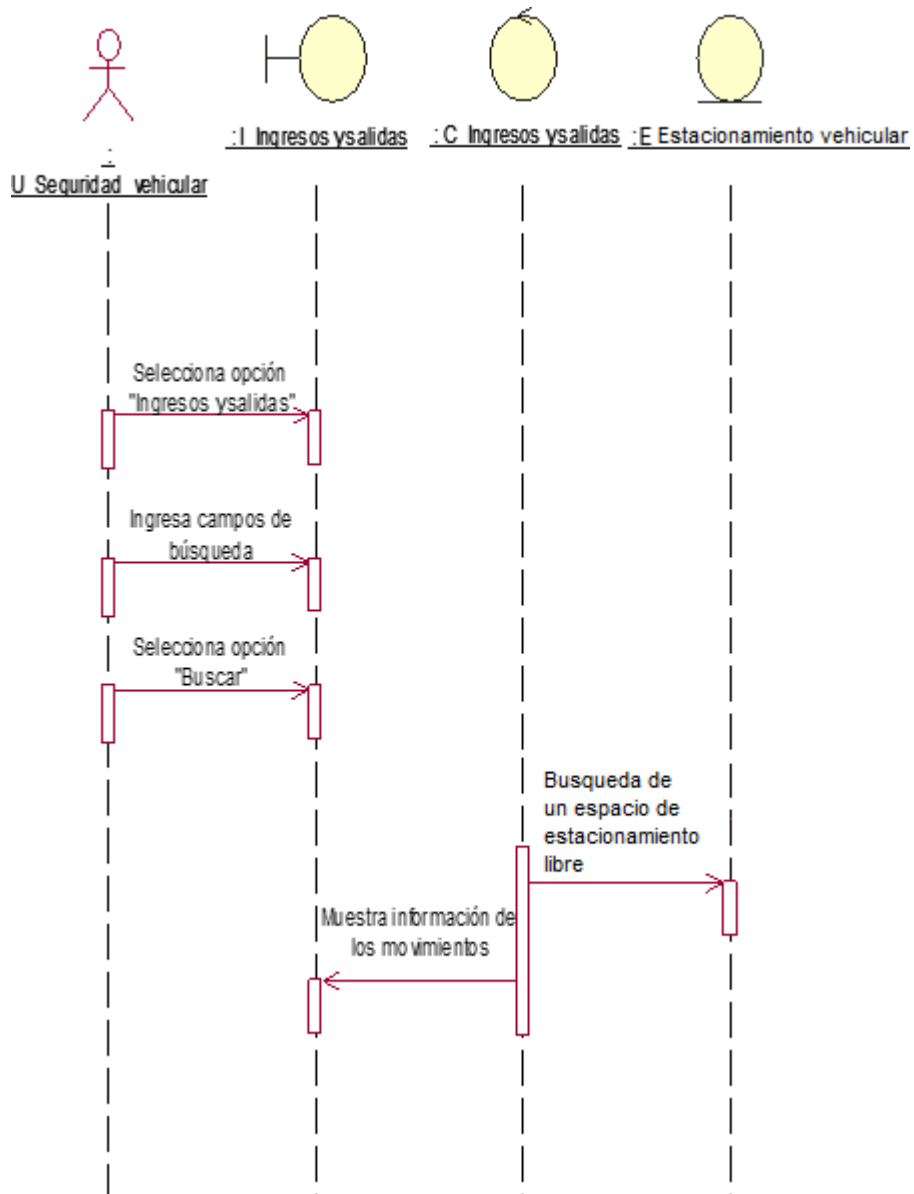 :
U Seguridad vehicular
:I Ingresos ysalidas
:C Ingresos ysalidas
:E Estacionamiento vehicular
Selecciona opción
"Ingresos ysalidas"
Ingresa campos de
búsqueda
Selecciona opción
"Buscar"
Busqueda de
un espacio de
estacionamiento
libre
Muestra información de
los movimientos